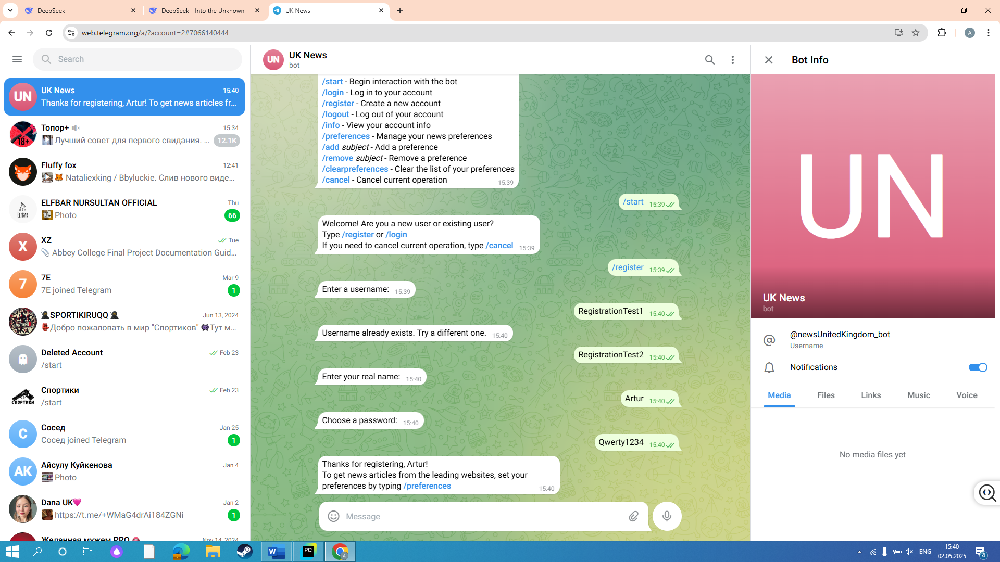 DeepSeek
DeepSeek - Into the Unknown
UK News
web.telegram.org/a/?account=2#7066140444
A
Search
UN
UK News
15:40
Thanks for registering, Artur! To get news articles fr...
18+
Топор+
15:34
Лучший совет для первого свидания. ...
12.1K
Fluffy fox
12:41
Nataliexking / Bbyluckie. Слив нового виде...
ELFBAR
ELFBAR NURSULTAN OFFICIAL
Thu
Photo
66
X
XZ
Tue
Abbey College Final Project Documentation Guid...
7
7E
Mar 9
7E joined Telegram
1
SPORTIKIRUQQ
Jun 13, 2024
Добро пожаловать в мир "Спортиков" Тут м...
Deleted Account
Feb 23
/start
СПОРТИКИ
Спортики
Feb 23
/start
C
Сосед
Jan 25
Сосед joined Telegram
1
AK
Айсулу Куйкенова
Jan 4
Photo
Dana UK
Jan 2
https://t.me/+WMaG4drAi184ZGNi
1
Желанная мужем PRO
Nov 14, 2024
UN
UK News
bot
/start - Begin interaction with the bot
/login - Log in to your account
/register - Create a new account
/logout - Log out of your account
/info - View your account info
/preferences - Manage your news preferences
/add subject - Add a preference
/remove subject - Remove a preference
/clearpreferences - Clear the list of your preferences
/cancel - Cancel current operation
15:39
/start 15:39
Welcome! Are you a new user or existing user?
Type /register or /login
If you need to cancel current operation, type /cancel 15:39
/register 15:39
Enter a username: 15:39
RegistrationTest1 15:40
Username already exists. Try a different one. 15:40
RegistrationTest2 15:40
Enter your real name: 15:40
Artur 15:40
Choose a password: 15:40
Qwerty1234 15:40
Thanks for registering, Artur!
To get news articles from the leading websites, set your
preferences by typing /preferences
15:40
Message
Bot Info
UN
UK News
bot
@newsUnitedKingdom_bot
Username
Notifications
Media
Files
Links
Music
Voice
No media files yet
W
PC
A
ENG
15:40
02.05.2025
4